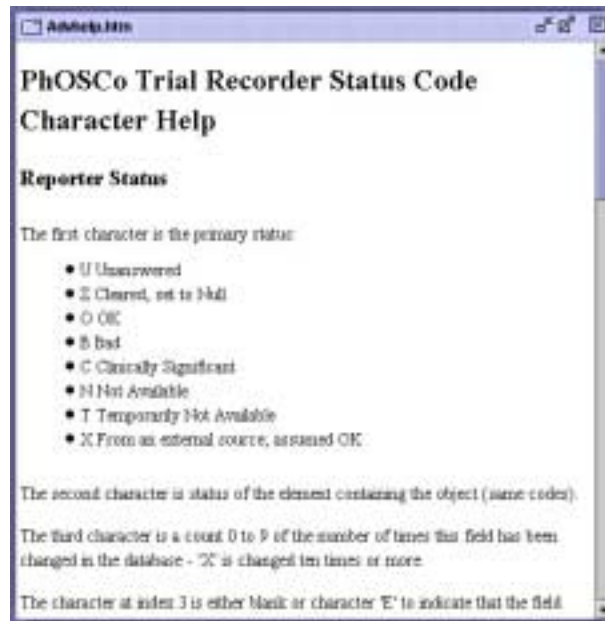 Advhelp.htm
PhOSCo Trial Recorder Status Code
Character Help
Reporter Status
The first character is the primary status:
• U Unanswered
• Z Cleared, set to Null
• O OK
• B Bad
• C Clinically Significant
• N Not Available
• T Temporarily Not Available
• X From an external source, assumed OK
The second character is status of the element containing the object (same codes).
The third character is a count 0 to 9 of the number of times this field has been
changed in the database - 'X' is changed ten times or more.
The character at index 3 is either blank or character 'E' to indicate that the field